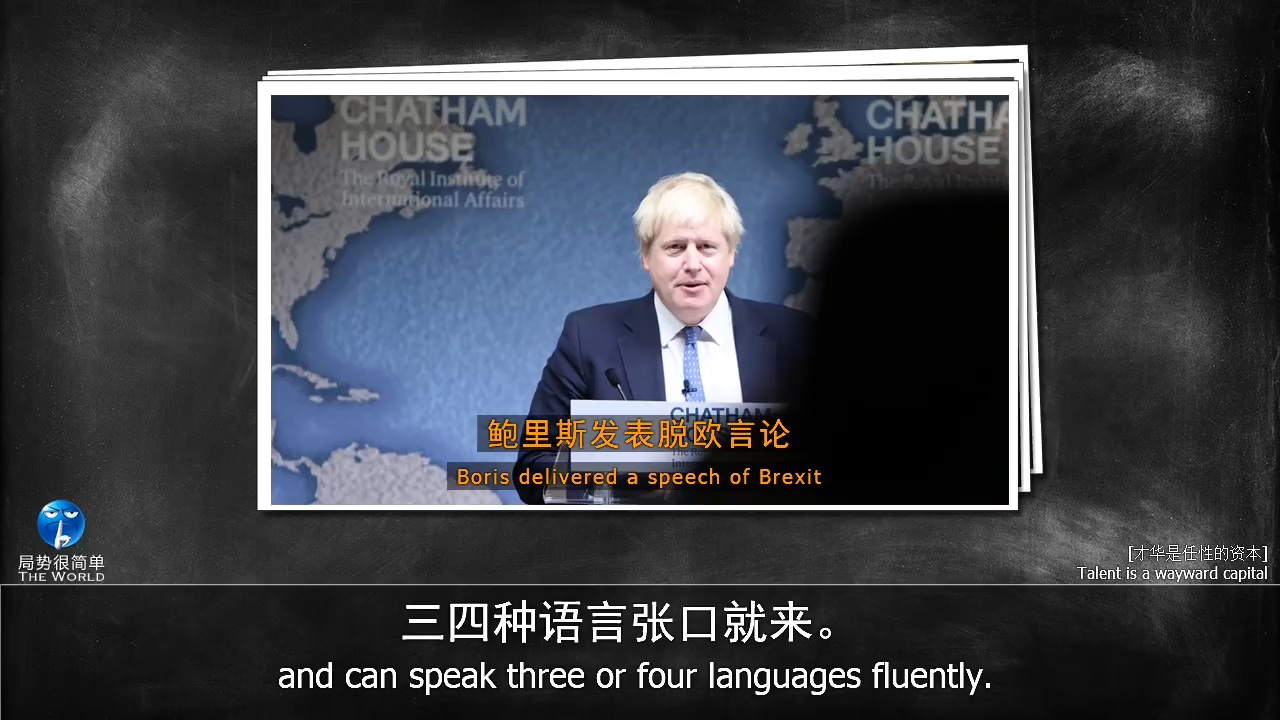 CHATHAM
HOUSE
The Royal Institute of
International Affairs
CHATHA
HOUSE
The Royal
CHATHAM
鲍里斯发表脱欧言论
Boris delivered a speech of Brexit
局势很简单
THE WORLD
[才华是任性的资本]
Talent is a wayward capital
三四种语言张口就来。
and can speak three or four languages fluently.